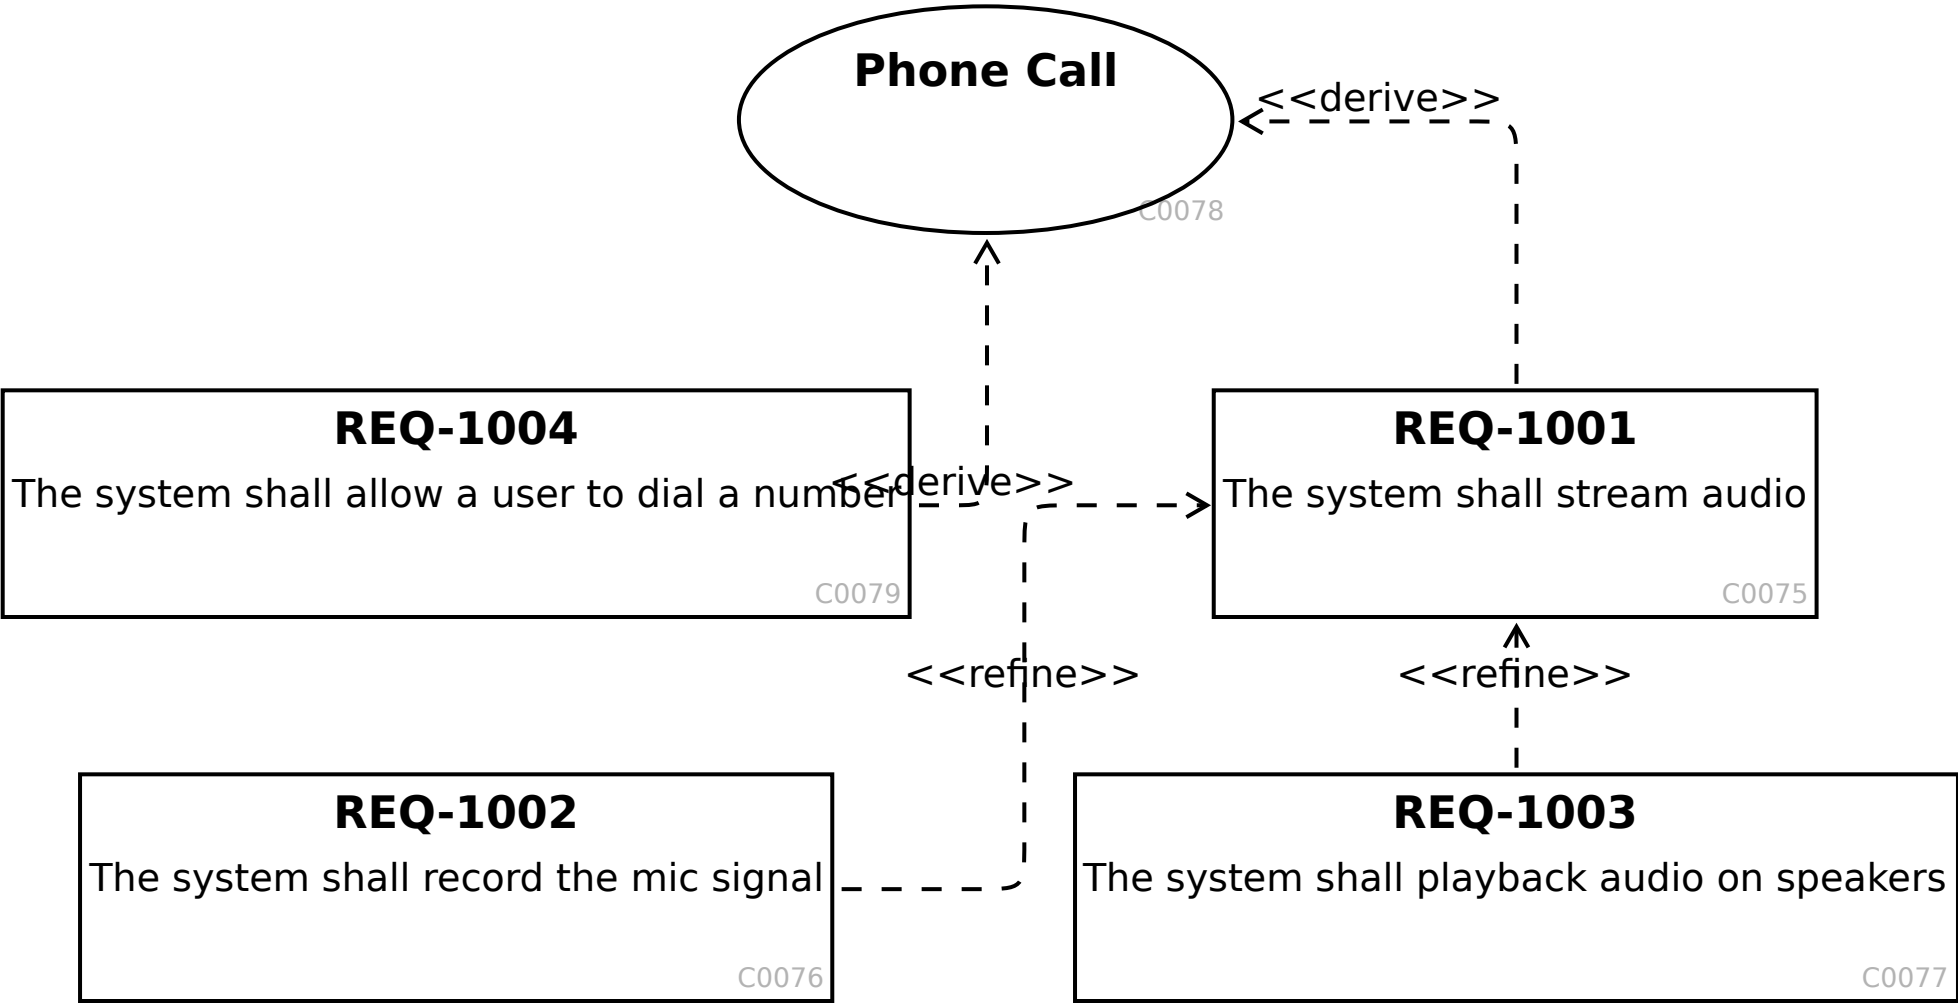 Phone Call
<<derive>>
C0078
REQ-1004
The system shall allow a user to dial a number
<<derive>>
C0079
REQ-1001
The system shall stream audio
C0075
<<refine>>
<<refine>>
REQ-1002
The system shall record the mic signal
C0076
REQ-1003
The system shall playback audio on speakers
C0077